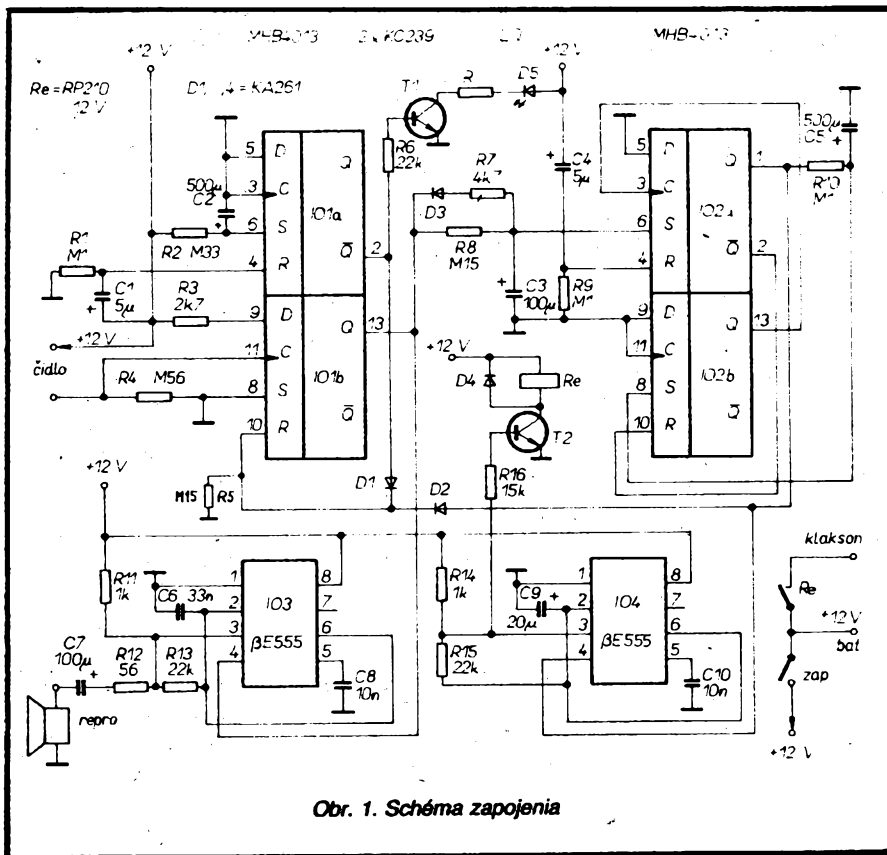 MHB4013
KC239
MHB4013
+12 V
+12 V
Re=RP210
12 V
KA261
T1
R
D5
R6
22k
500µ
C2
5 D Q
3 C
IO1a
6 S
4 R Q 2
R1
M1
R2 M33
C1
5µ
R3
2k7
9 D Q 13
11 C
IO1b
8 S Q
10 R
+12 V
čidlo
R4 M56
M15 R5
D1
D2
R7
D3
R8
M15
C4
5µ
C3
100µ
R9
M1
+12 V
D4
Re
T2
R16
15k
5 D Q 1
3 C
6 S
4 R Q 2
9 D Q 13
11 C
IO2b
8 S Q
10 R
500µ
C5
R10
M1
+12 V
R11
1k
C6 33n
1 8
2 7
3 6
4 5
IO3
βE555
C7
100µ
R12
56
R13
22k
repro
C8
10n
R14
1k
R15
22k
C9
20µ
1 8
2 7
3 6
4 5
IO4
βE555
C10
10n
klakson
Re
+12 V
bat
zap
+12 V
Obr. 1. Schéma zapojenia